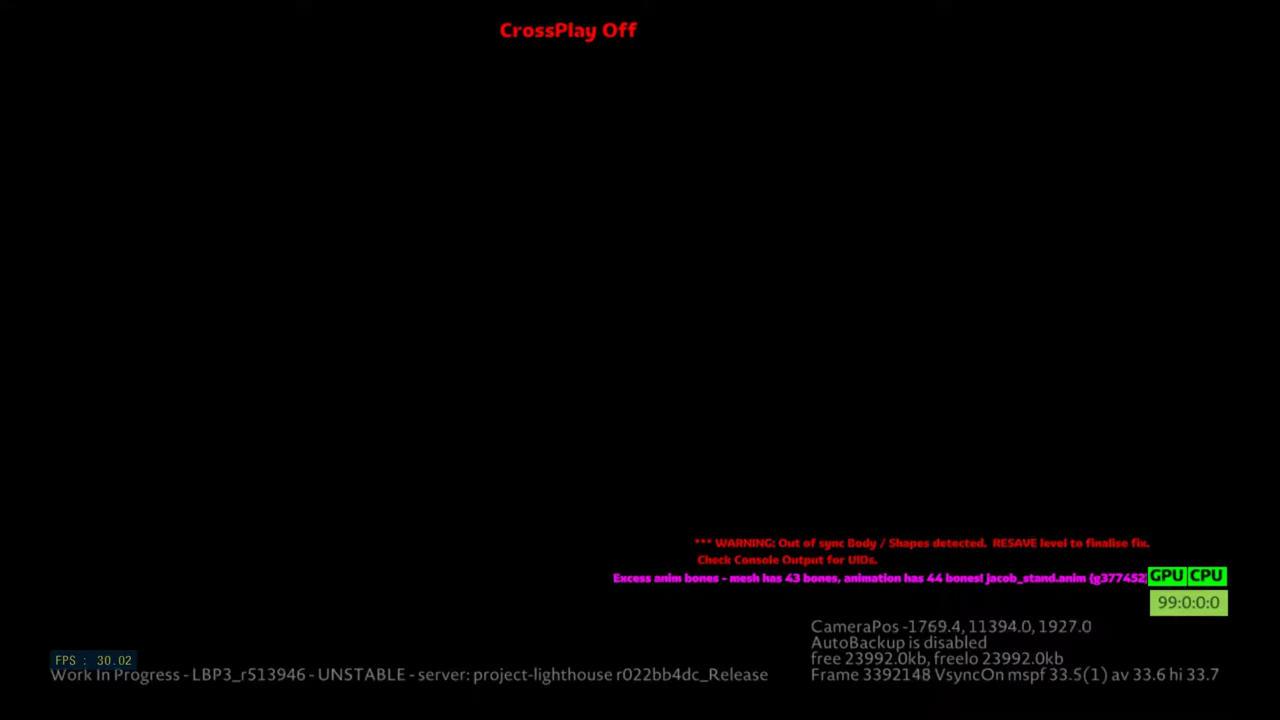 CrossPlay Off
*** WARNING: Out of sync Body / Shapes detected.  RESAVE level to finalise fix.
Check Console Output for UIDs.
Excess anim bones - mesh has 43 bones, animation has 44 bones! jacob_stand.anim (g377452)
GPU CPU
99:0:0:0
CameraPos -1769.4, 11394.0, 1927.0
AutoBackup is disabled
free 23992.0kb, freelo 23992.0kb
Frame 3392148 VsyncOn mspf 33.5(1) av 33.6 hi 33.7
FPS : 30.02
Work In Progress - LBP3_r513946 - UNSTABLE - server: project-lighthouse r022bb4dc_Release